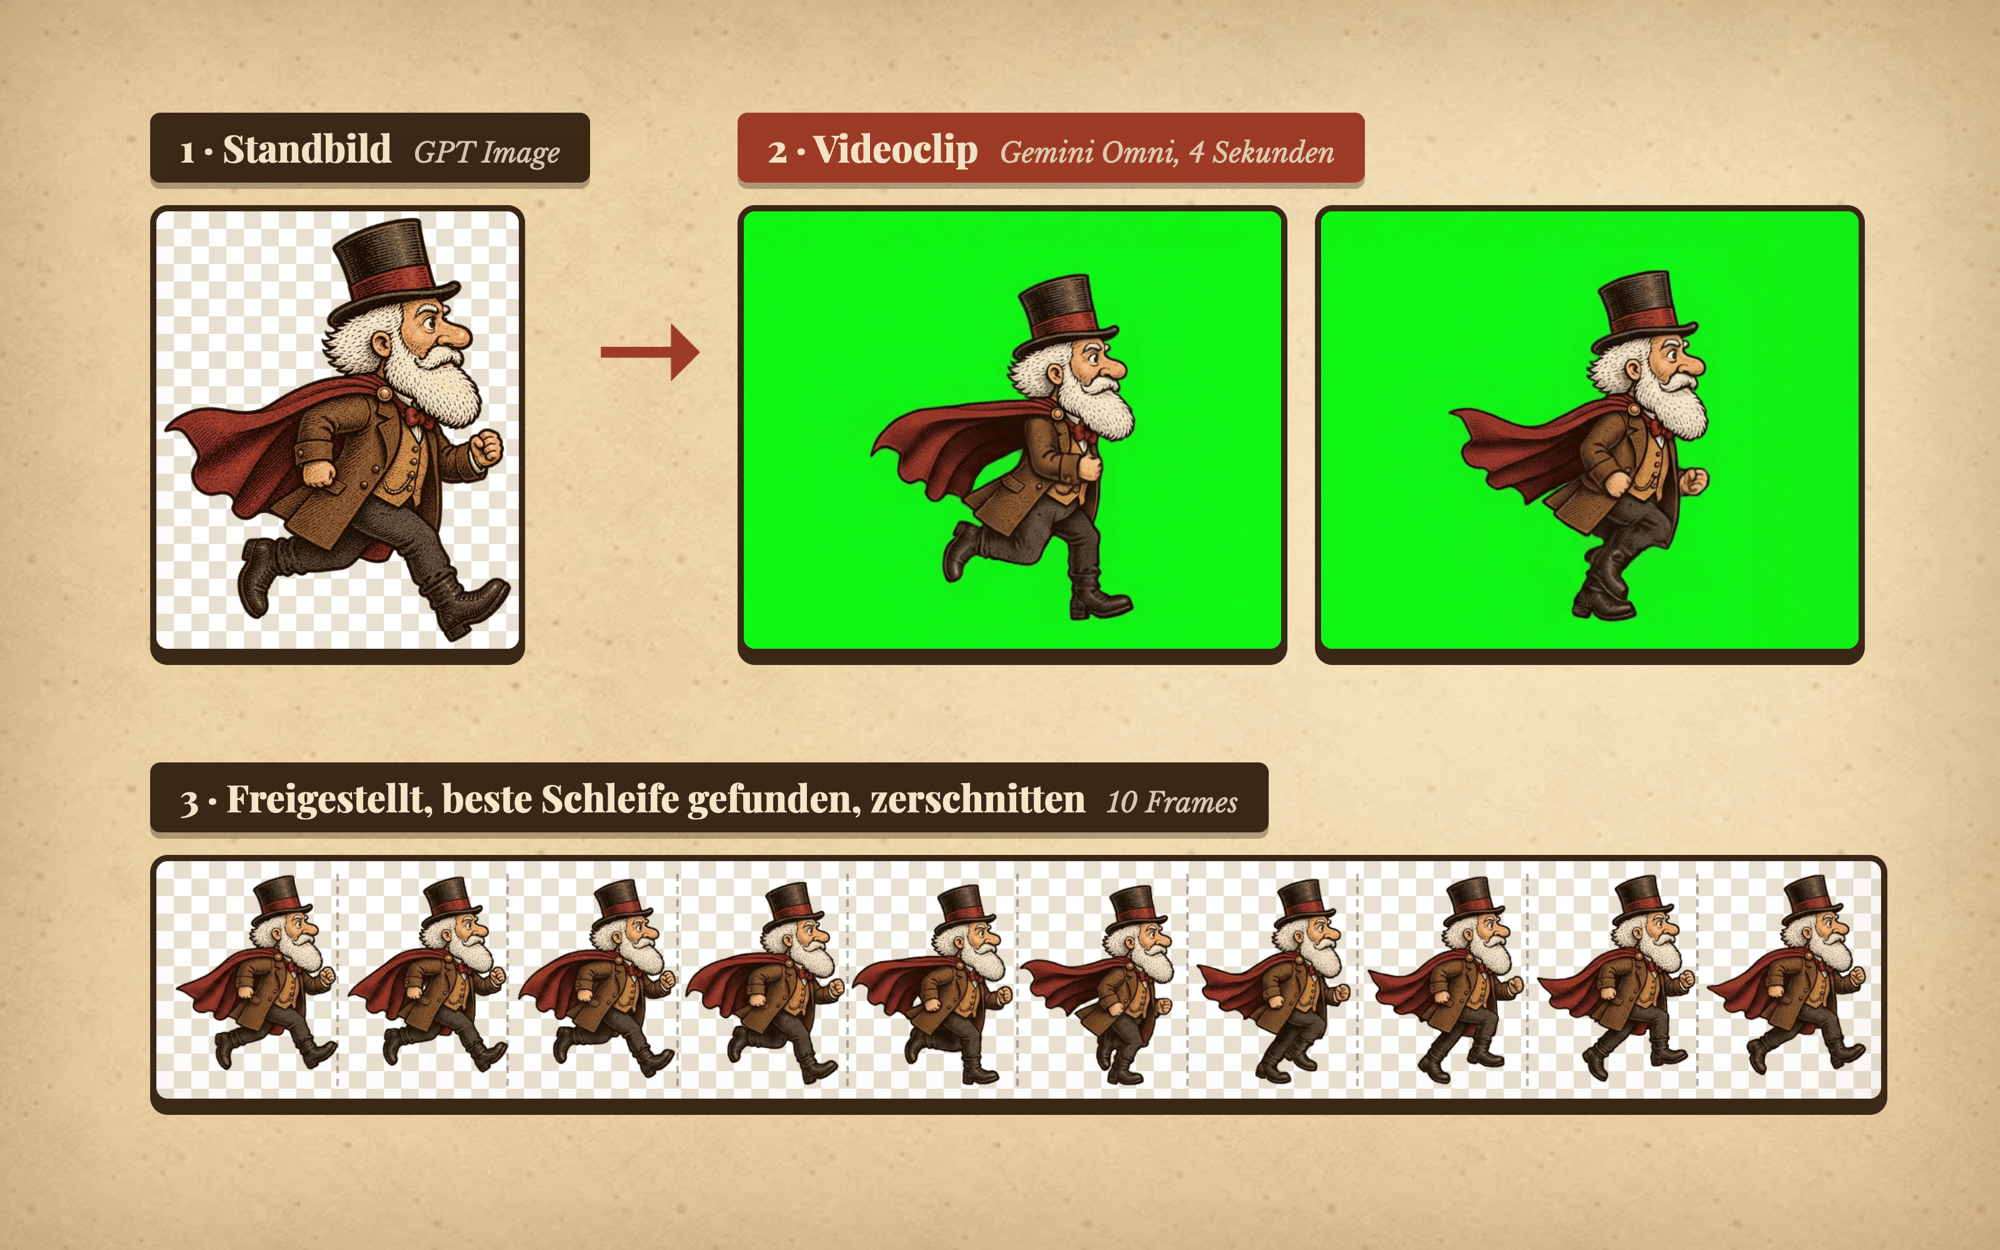 1 · Standbild GPT Image
2 · Videoclip Gemini Omni, 4 Sekunden
3 · Freigestellt, beste Schleife gefunden, zerschnitten 10 Frames